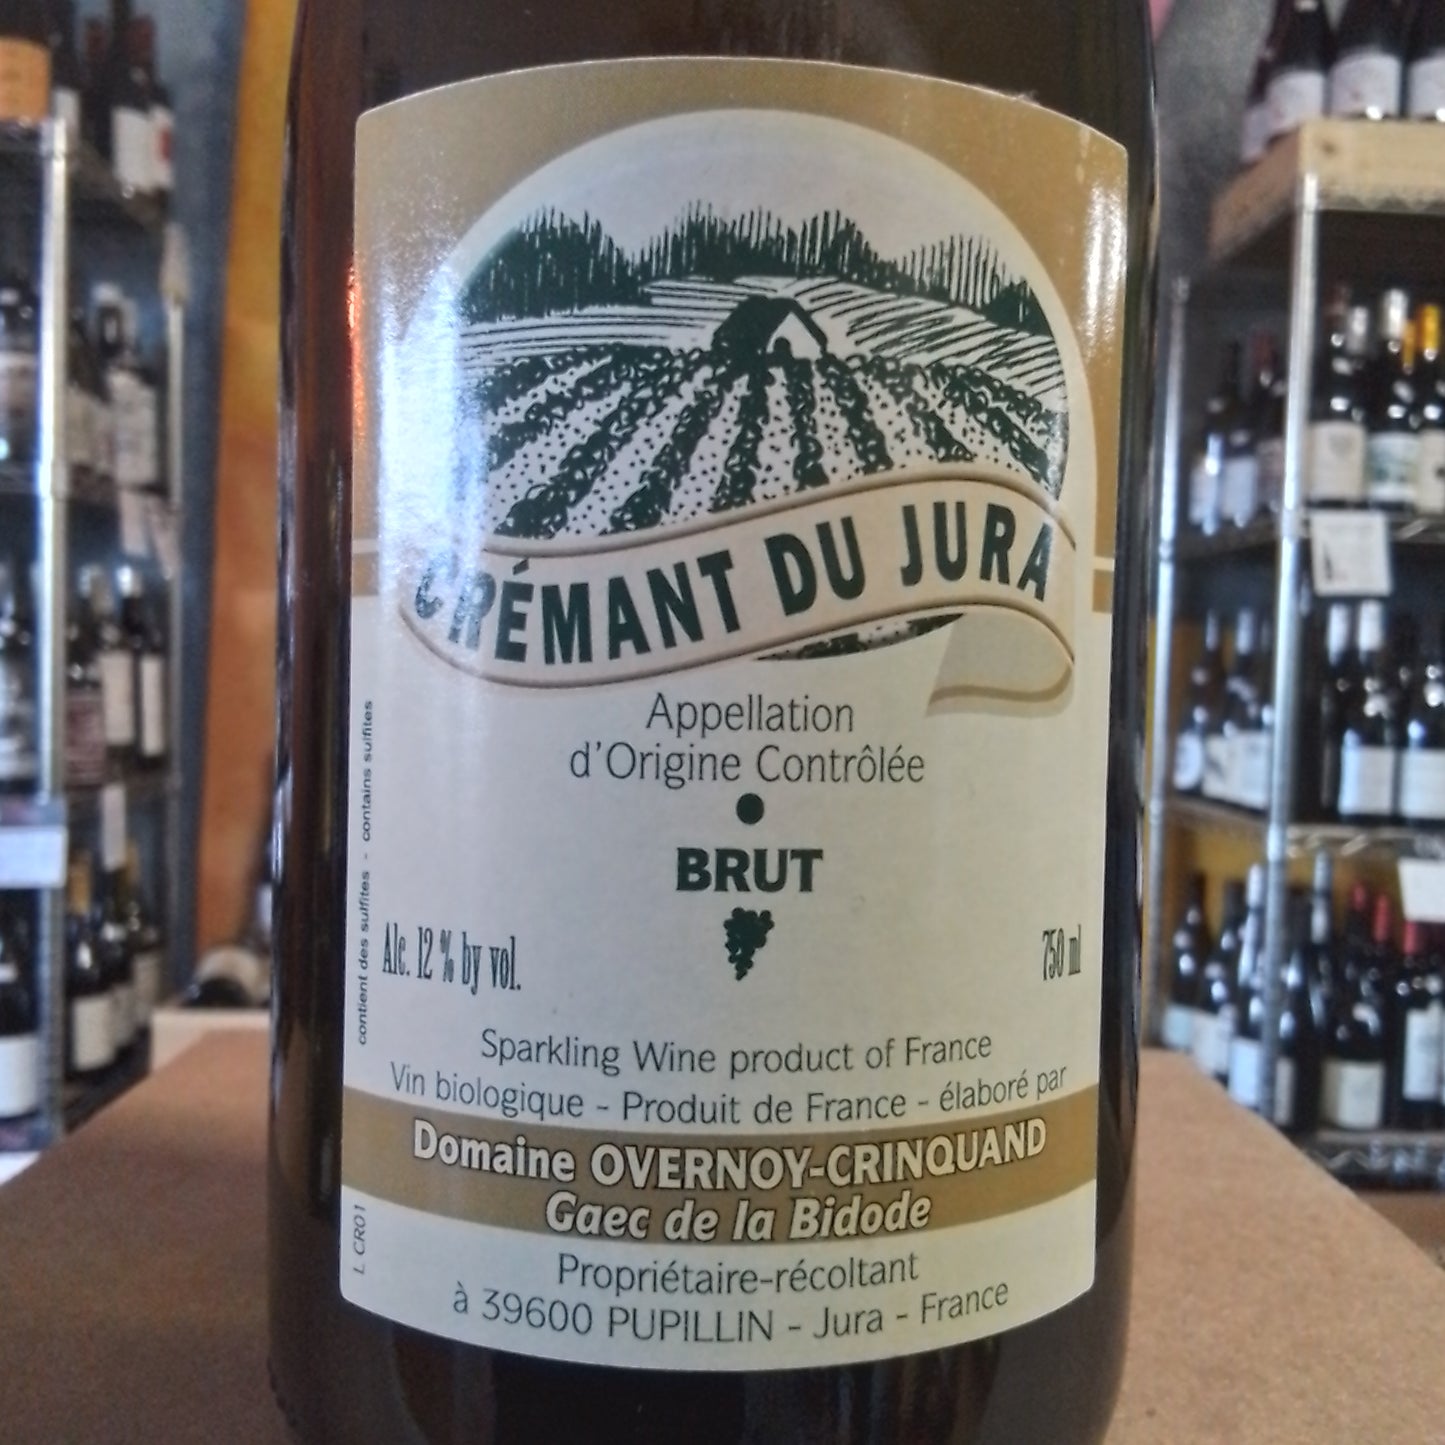 CRÉMANT DU JURA
Appellation
d'Origine Contrôlée
BRUT
Alc. 12 % by vol.
750 ml
contient des sulfites - contains sulfites
Sparkling Wine product of France
Vin biologique - Produit de France - élaboré par
Domaine OVERNOY-CRINQUAND
Gaec de la Bidode
Propriétaire-récoltant
à 39600 PUPILLIN - Jura - France
L CR01